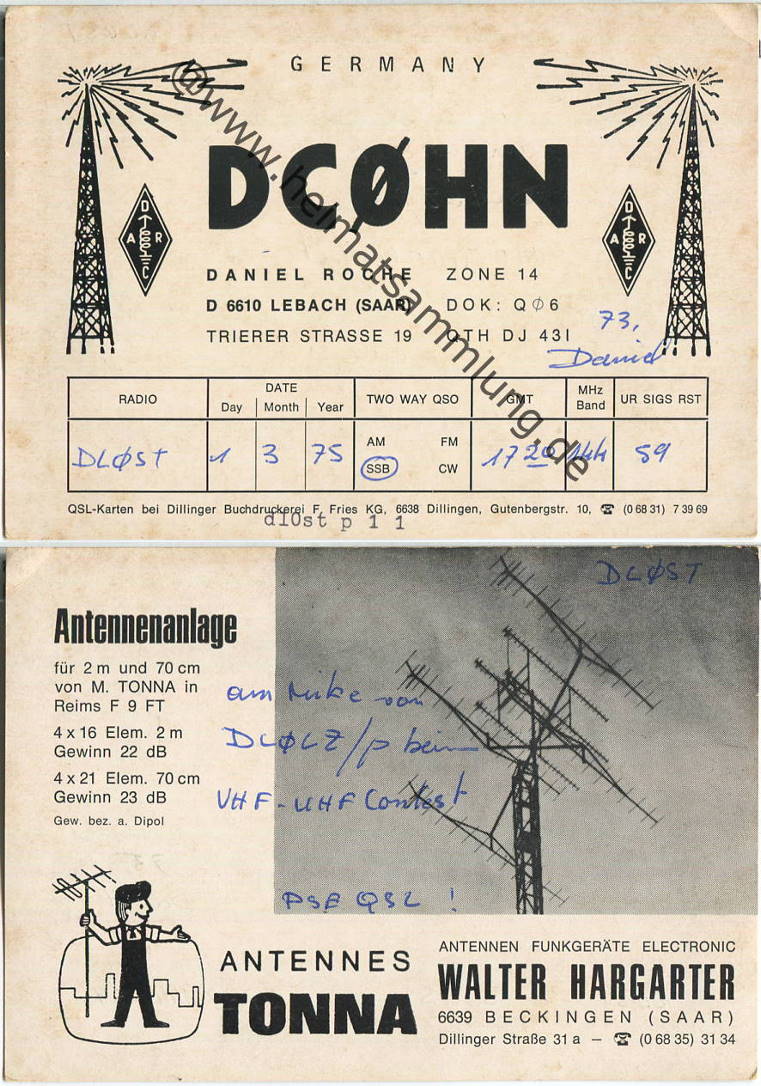 GERMANY
DCØHN
DARC
DARC
DANIEL ROCHE ZONE 14
D 6610 LEBACH (SAAR) DOK: QØ6
TRIERER STRASSE 19 QTH DJ 43I
73,
Daniel
RADIO DATE Day Month Year TWO WAY QSO GMT MHz Band UR SIGS RST
DLØST 1 3 75 AM FM SSB CW 1720 144 59
QSL-Karten bei Dillinger Buchdruckerei F. Fries KG, 6638 Dillingen, Gutenbergstr. 10, ☎ (0 68 31) 7 39 69
dl0st p 1 1
@www.heimatsammlung.de
DLØST
Antennenanlage
für 2 m und 70 cm
von M. TONNA in
Reims F 9 FT
4 x 16 Elem. 2 m
Gewinn 22 dB
4 x 21 Elem. 70 cm
Gewinn 23 dB
Gew. bez. a. Dipol
am Mike von
DLØLZ/p beim
VHF-UHF Contest
PSE QSL !
ANTENNES
TONNA
ANTENNEN FUNKGERÄTE ELECTRONIC
WALTER HARGARTER
6639 BECKINGEN (SAAR)
Dillinger Straße 31 a – ☎ (0 68 35) 31 34